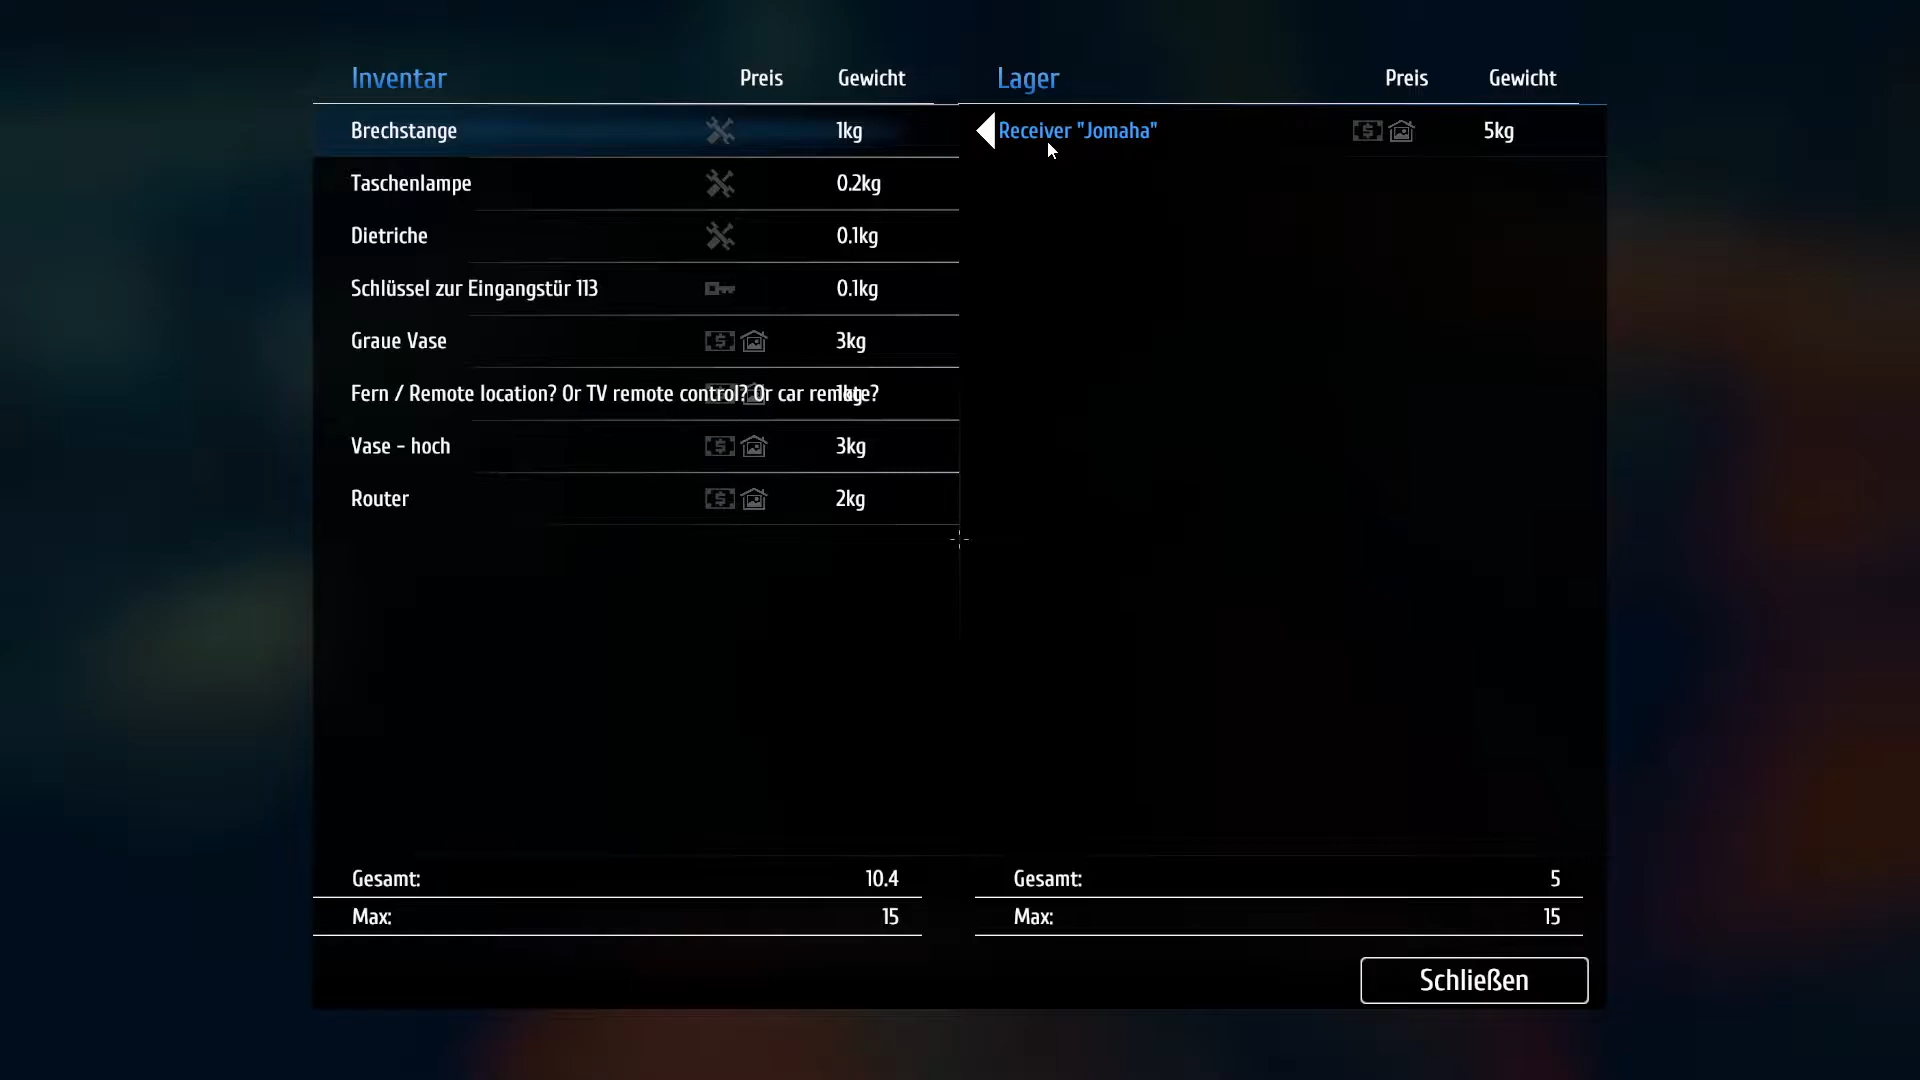 Inventar Preis Gewicht
Brechstange 1kg
Taschenlampe 0.2kg
Dietriche 0.1kg
Schlüssel zur Eingangstür 113 0.1kg
Graue Vase 3kg
Fern / Remote location? Or TV remote control? Or car remote? 1kg
Vase - hoch 3kg
Router 2kg
Gesamt: 10.4
Max: 15
Lager Preis Gewicht
Receiver "Jomaha" 5kg
Gesamt: 5
Max: 15
Schließen